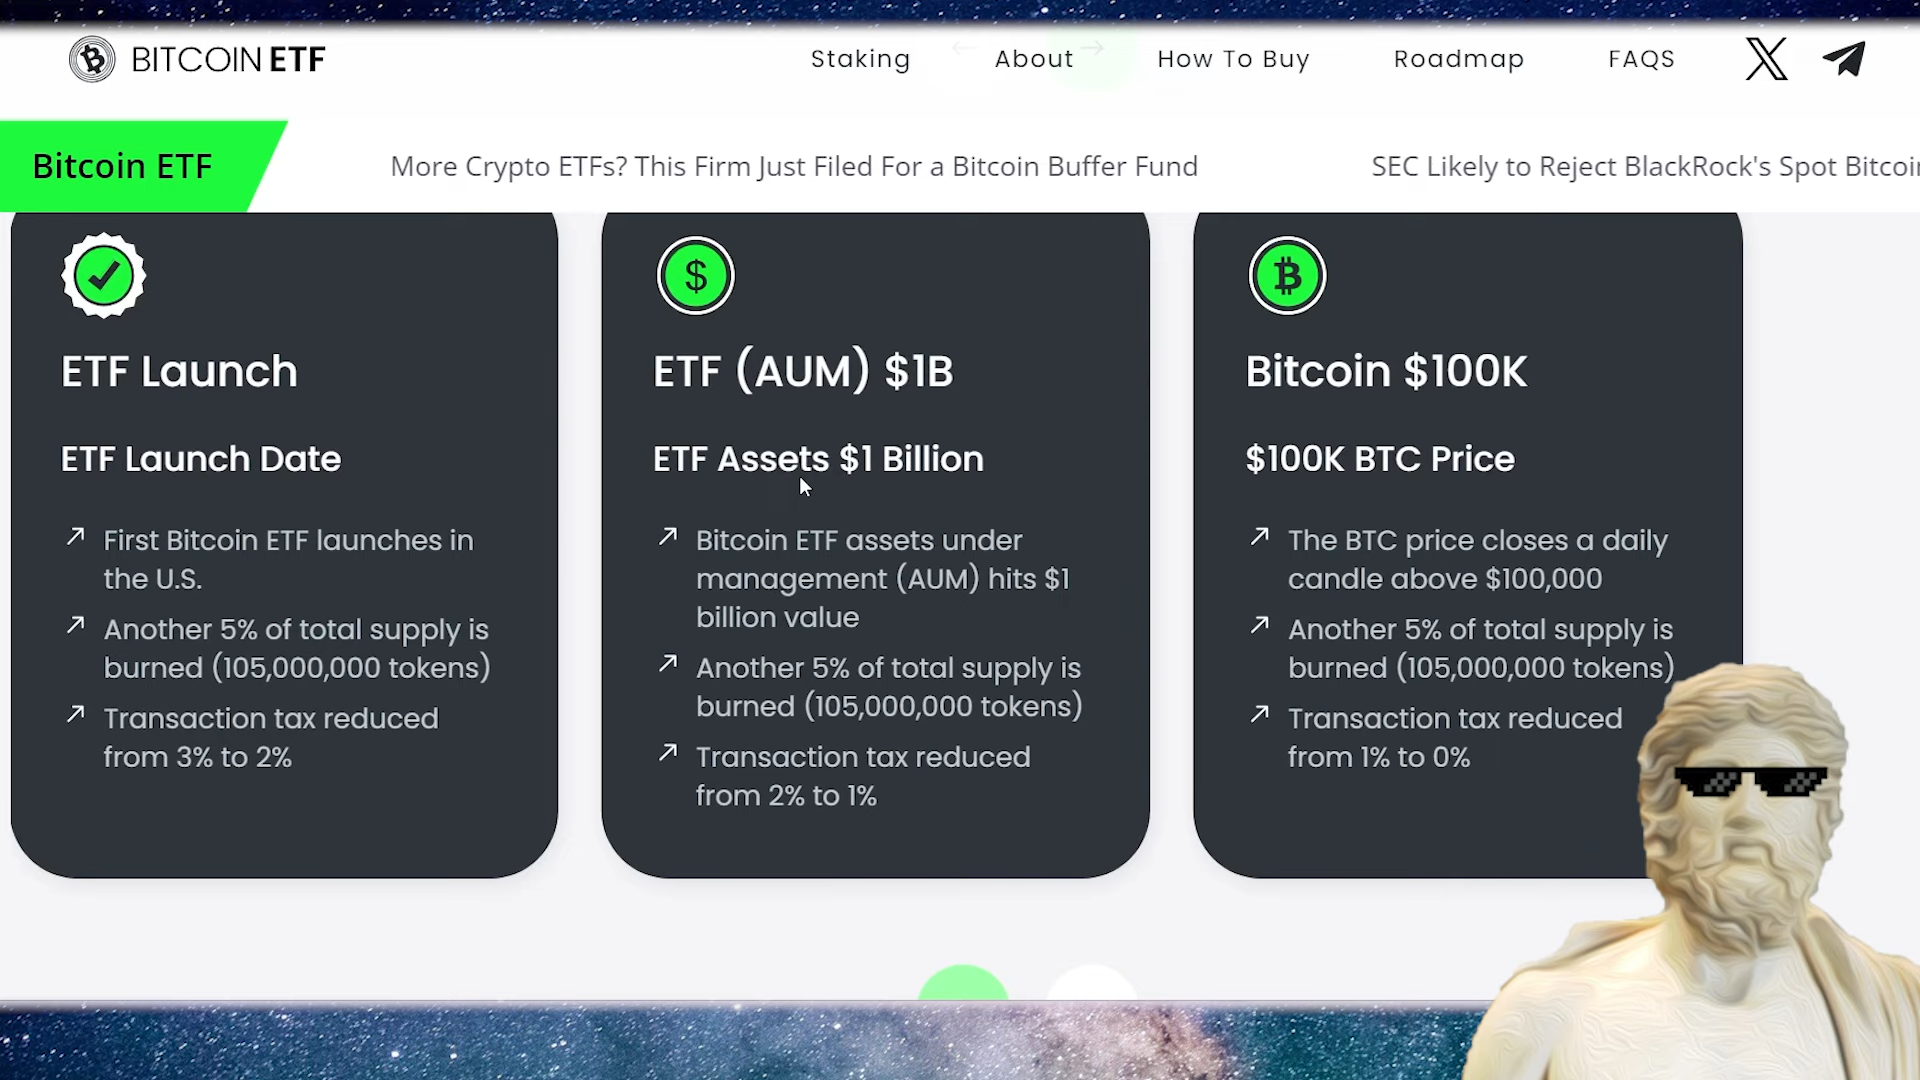 BITCOIN ETF
Staking
About
How To Buy
Roadmap
FAQS
Bitcoin ETF
More Crypto ETFs? This Firm Just Filed For a Bitcoin Buffer Fund
SEC Likely to Reject BlackRock's Spot
ETF Launch
ETF Launch Date
First Bitcoin ETF launches in
the U.S.
Another 5% of total supply is
burned (105,000,000 tokens)
Transaction tax reduced
from 3% to 2%
ETF (AUM) $1B
ETF Assets $1 Billion
Bitcoin ETF assets under
management (AUM) hits $1
billion value
Another 5% of total supply is
burned (105,000,000 tokens)
Transaction tax reduced
from 2% to 1%
Bitcoin $100K
$100K BTC Price
The BTC price closes a daily
candle above $100,000
Another 5% of total supply is
burned (105,000,000 tokens)
Transaction tax reduced
from 1% to 0%